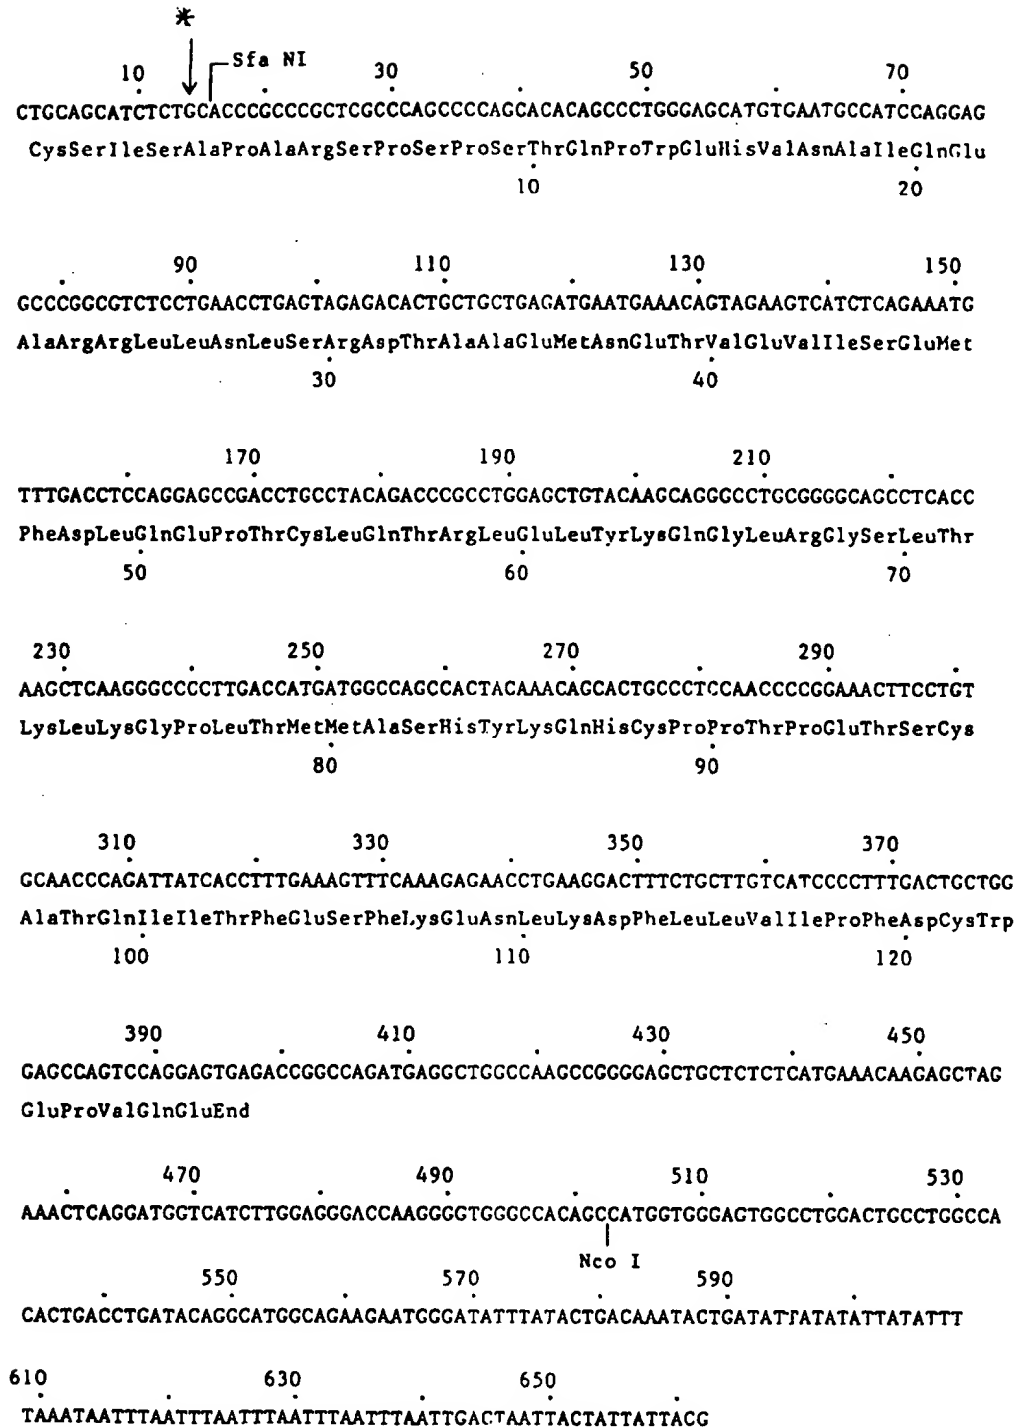 *
10 Sfa NI 30 50 70
CTGCAGCATCTCTGCACCCGCCCGCTCGCCCAGCCCCAGCACACAGCCCTGGGAGCATGTGAATGCCATCCAGGAG
CysSerIleSerAlaProAlaArgSerProSerProSerThrGlnProTrpGluHisValAsnAlaIleGlnGlu
10 20
90 110 130 150
GCCCGGCGTCTCCTGAACCTGAGTAGAGACACTGCTGCTGAGATGAATGAAACAGTAGAAGTCATCTCAGAAATG
AlaArgArgLeuLeuAsnLeuSerArgAspThrAlaAlaGluMetAsnGluThrValGluValIleSerGluMet
30 40
170 190 210
TTTGACCTCCAGGAGCCGACCTGCCTACAGACCCGCCTGGAGCTGTACAAGCAGGGCCTGCGGGGCAGCCTCACC
PheAspLeuGlnGluProThrCysLeuGlnThrArgLeuGluLeuTyrLysGlnGlyLeuArgGlySerLeuThr
50 60 70
230 250 270 290
AAGCTCAAGGGCCCCTTGACCATGATGGCCAGCCACTACAAACAGCACTGCCCTCCAACCCCGGAAACTTCCTGT
LysLeuLysGlyProLeuThrMetMetAlaSerHisTyrLysGlnHisCysProProThrProGluThrSerCys
80 90
310 330 350 370
GCAACCCAGATTATCACCTTTGAAAGTTTCAAAGAGAACCTGAAGGACTTTCTGCTTGTCATCCCCTTTGACTGCTGG
AlaThrGlnIleIleThrPheGluSerPheLysGluAsnLeuLysAspPheLeuLeuValIleProPheAspCysTrp
100 110 120
390 410 430 450
GAGCCAGTCCAGGAGTGAGACCGGCCAGATGAGGCTGGCCAAGCCGGGGAGCTGCTCTCTCATGAAACAAGAGCTAG
GluProValGlnGluEnd
470 490 510 530
AAACTCAGGATGGTCATCTTGGAGGGACCAAGGGGTGGGCCACAGCCATGGTGGGAGTGGCCTGGACTGCCTGGCCA
Nco I
550 570 590
CACTGACCTGATACAGGCATGGCAGAAGAATGGGATATTTATACTGACAAATACTGATATTATATATTATATTT
610 630 650
TAAATAATTTAATTTAATTTAATTTAATTTAATTGACTAATTACTATTATTACG